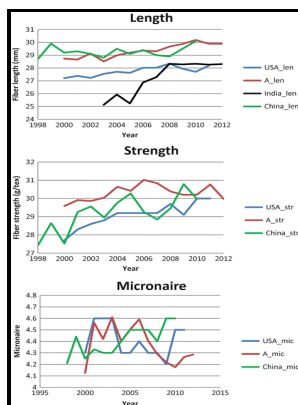 Length
Fiber length (mm)
31
30
29
28
27
26
25
24
1998 2000 2002 2004 2006 2008 2010 2012
Year
USA_len
A_len
India_len
China_len
Strength
Fiber strength (g/tex)
32
31
30
29
28
27
1998 2000 2002 2004 2006 2008 2010 2012
Year
USA_str
A_str
China_str
Micronaire
Micronaire
4.8
4.7
4.6
4.5
4.4
4.3
4.2
4.1
4
1995 2000 2005 2010 2015
Year
USA_mic
A_mic
China_mic